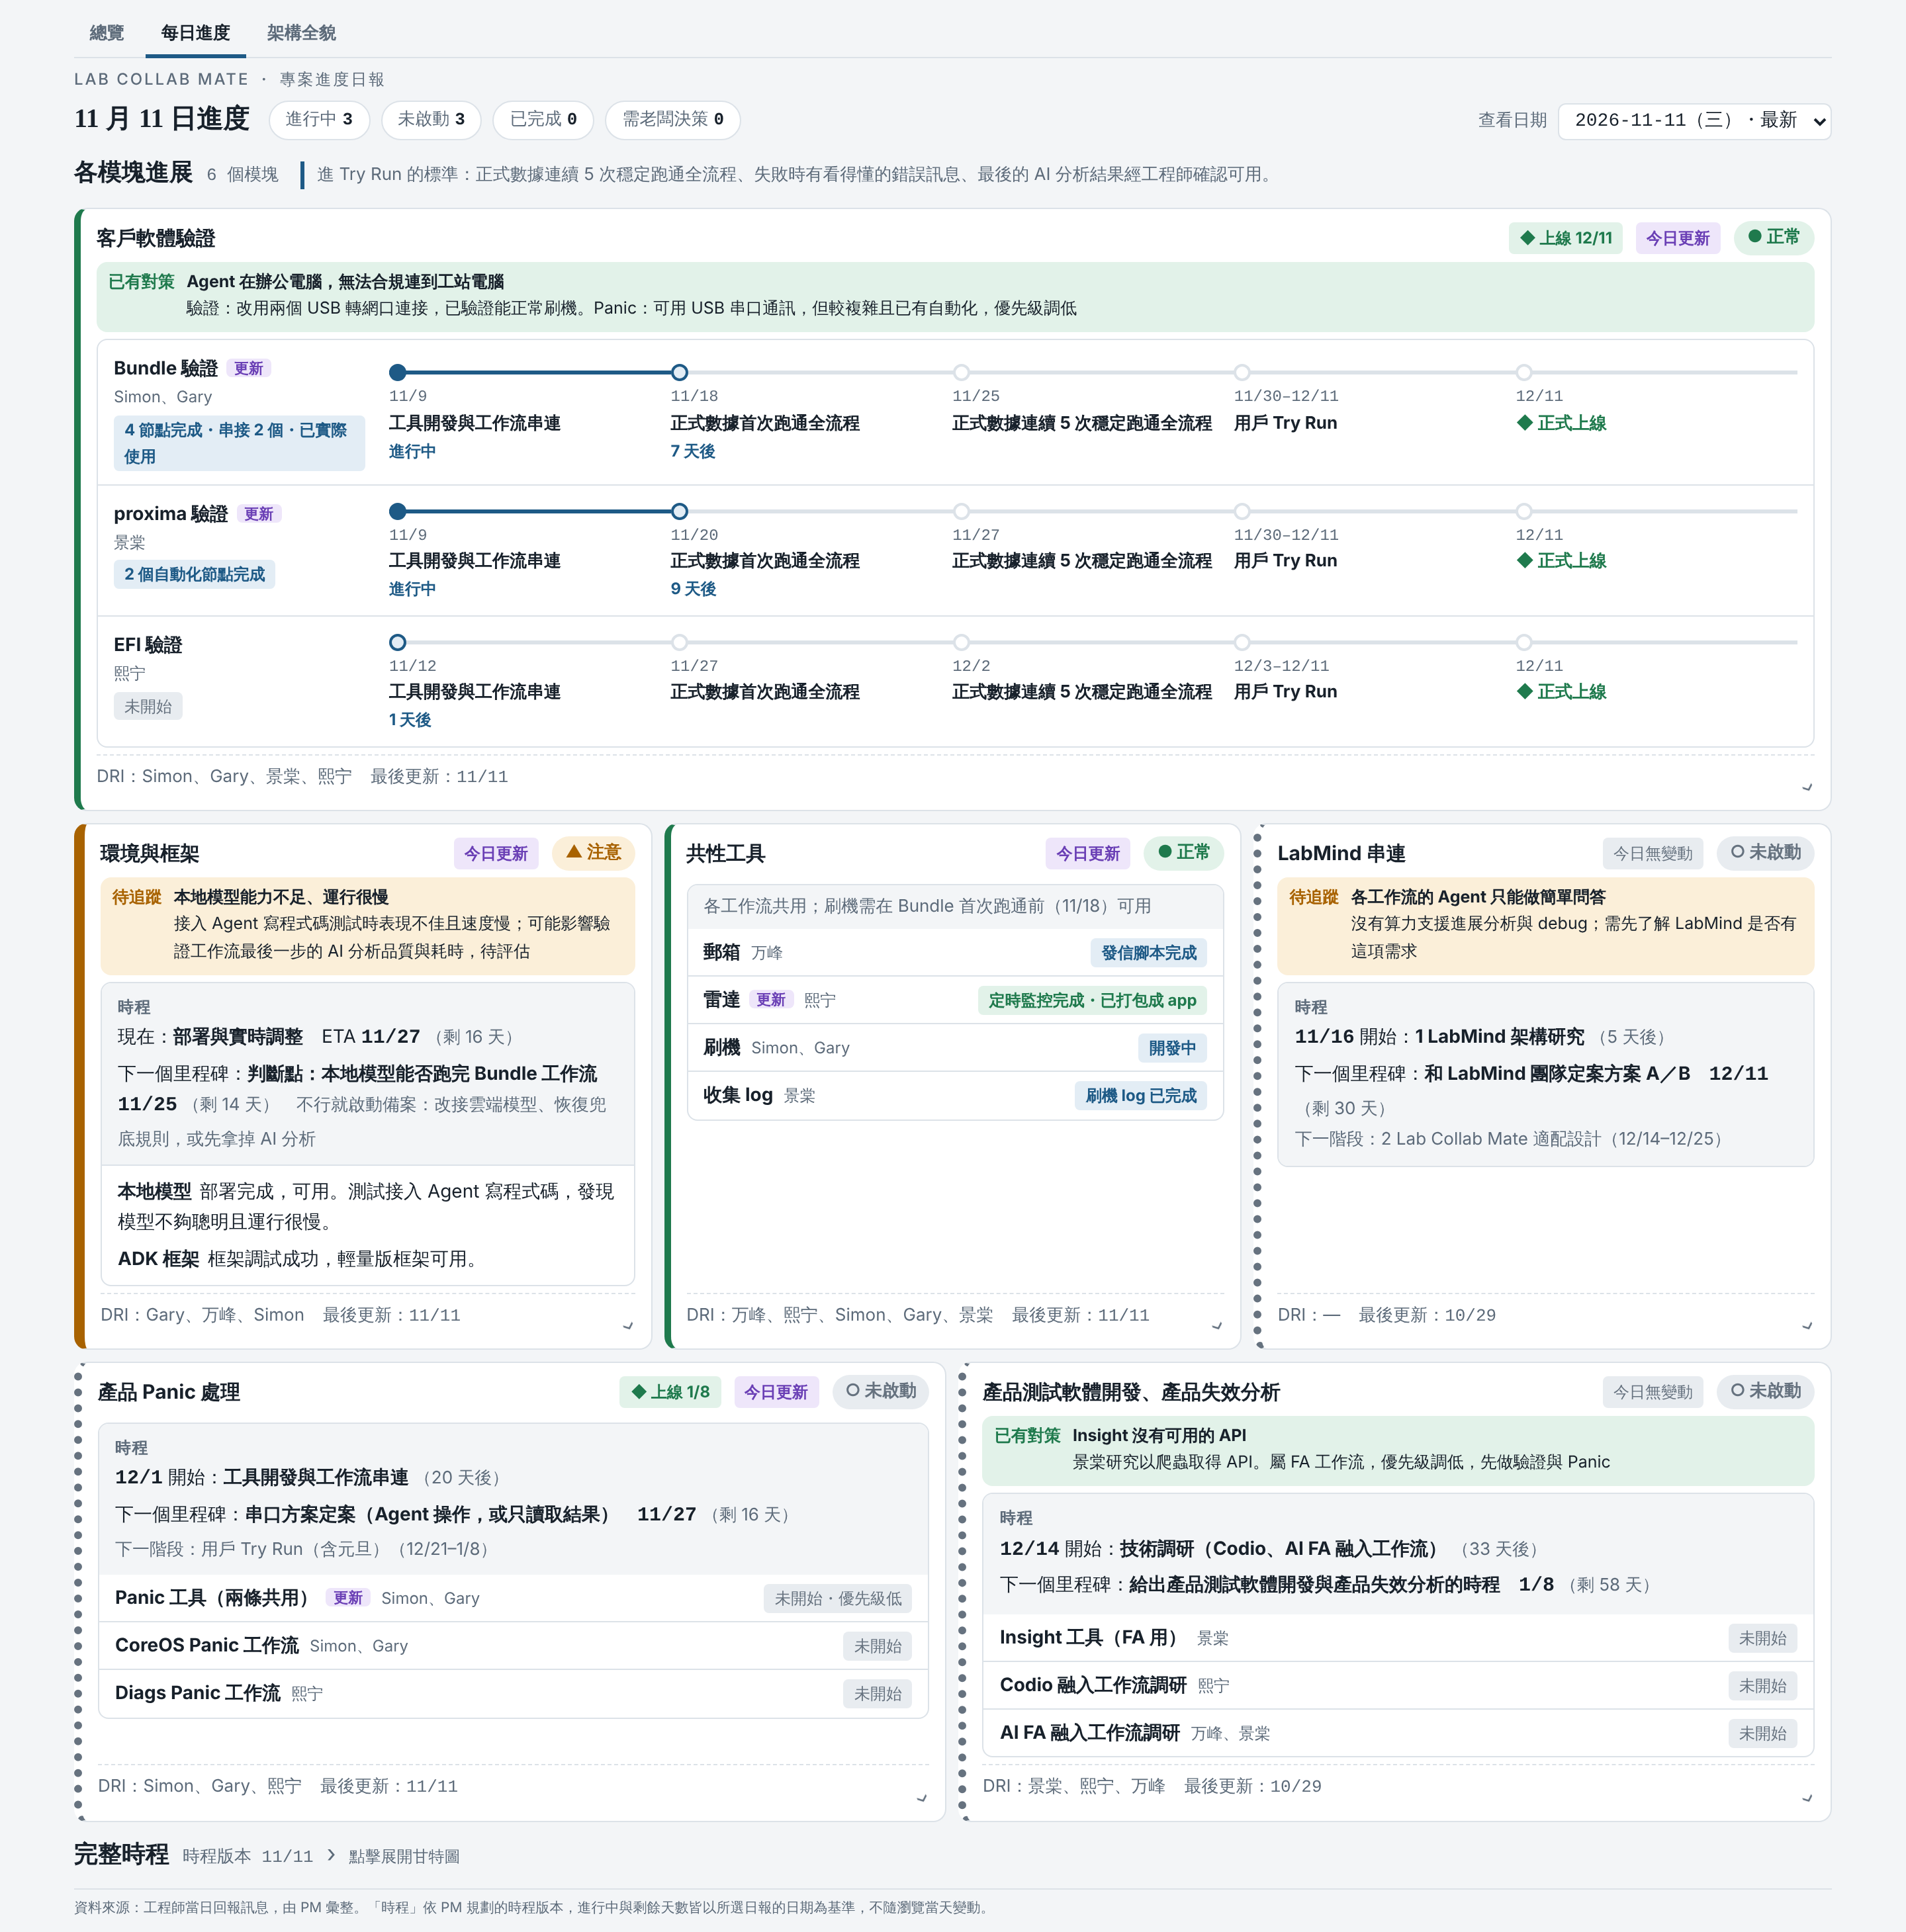 總覽 每日進度 架構全貌
LAB COLLAB MATE · 專案進度日報
11 月 11 日進度 進行中 3 未啟動 3 已完成 0 需老闆決策 0 查看日期 2026-11-11（三）・最新
各模塊進展 6 個模塊 進 Try Run 的標準：正式數據連續 5 次穩定跑通全流程、失敗時有看得懂的錯誤訊息、最後的 AI 分析結果經工程師確認可用。
客戶軟體驗證 ◆ 上線 12/11 今日更新 ● 正常
已有對策 Agent 在辦公電腦，無法合規連到工站電腦
驗證：改用兩個 USB 轉網口連接，已驗證能正常刷機。Panic：可用 USB 串口通訊，但較複雜且已有自動化，優先級調低
Bundle 驗證 更新
Simon、Gary
4 節點完成・串接 2 個・已實際
使用
11/9 11/18 11/25 11/30–12/11 12/11
工具開發與工作流串連 正式數據首次跑通全流程 正式數據連續 5 次穩定跑通全流程 用戶 Try Run ◆ 正式上線
進行中 7 天後
proxima 驗證 更新
景棠
2 個自動化節點完成
11/9 11/20 11/27 11/30–12/11 12/11
工具開發與工作流串連 正式數據首次跑通全流程 正式數據連續 5 次穩定跑通全流程 用戶 Try Run ◆ 正式上線
進行中 9 天後
EFI 驗證
熙宁
未開始
11/12 11/27 12/2 12/3–12/11 12/11
工具開發與工作流串連 正式數據首次跑通全流程 正式數據連續 5 次穩定跑通全流程 用戶 Try Run ◆ 正式上線
1 天後
DRI：Simon、Gary、景棠、熙宁 最後更新：11/11
環境與框架 今日更新 ▲ 注意
待追蹤 本地模型能力不足、運行很慢
接入 Agent 寫程式碼測試時表現不佳且速度慢；可能影響驗
證工作流最後一步的 AI 分析品質與耗時，待評估
時程
現在：部署與實時調整 ETA 11/27（剩 16 天）
下一個里程碑：判斷點：本地模型能否跑完 Bundle 工作流
11/25（剩 14 天） 不行就啟動備案：改接雲端模型、恢復兜
底規則，或先拿掉 AI 分析
本地模型 部署完成，可用。測試接入 Agent 寫程式碼，發現
模型不夠聰明且運行很慢。
ADK 框架 框架調試成功，輕量版框架可用。
DRI：Gary、万峰、Simon 最後更新：11/11
共性工具 今日更新 ● 正常
各工作流共用；刷機需在 Bundle 首次跑通前（11/18）可用
郵箱 万峰 發信腳本完成
雷達 更新 熙宁 定時監控完成・已打包成 app
刷機 Simon、Gary 開發中
收集 log 景棠 刷機 log 已完成
DRI：万峰、熙宁、Simon、Gary、景棠 最後更新：11/11
LabMind 串連 今日無變動 ○ 未啟動
待追蹤 各工作流的 Agent 只能做簡單問答
沒有算力支援進展分析與 debug；需先了解 LabMind 是否有
這項需求
時程
11/16 開始：1 LabMind 架構研究（5 天後）
下一個里程碑：和 LabMind 團隊定案方案 A／B 12/11
（剩 30 天）
下一階段：2 Lab Collab Mate 適配設計（12/14–12/25）
DRI：— 最後更新：10/29
產品 Panic 處理 ◆ 上線 1/8 今日更新 ○ 未啟動
時程
12/1 開始：工具開發與工作流串連（20 天後）
下一個里程碑：串口方案定案（Agent 操作，或只讀取結果） 11/27（剩 16 天）
下一階段：用戶 Try Run（含元旦）（12/21–1/8）
Panic 工具（兩條共用） 更新 Simon、Gary 未開始・優先級低
CoreOS Panic 工作流 Simon、Gary 未開始
Diags Panic 工作流 熙宁 未開始
DRI：Simon、Gary、熙宁 最後更新：11/11
產品測試軟體開發、產品失效分析 今日無變動 ○ 未啟動
已有對策 Insight 沒有可用的 API
景棠研究以爬蟲取得 API。屬 FA 工作流，優先級調低，先做驗證與 Panic
時程
12/14 開始：技術調研（Codio、AI FA 融入工作流）（33 天後）
下一個里程碑：給出產品測試軟體開發與產品失效分析的時程 1/8（剩 58 天）
Insight 工具（FA 用） 景棠 未開始
Codio 融入工作流調研 熙宁 未開始
AI FA 融入工作流調研 万峰、景棠 未開始
DRI：景棠、熙宁、万峰 最後更新：10/29
完整時程 時程版本 11/11 › 點擊展開甘特圖
資料來源：工程師當日回報訊息，由 PM 彙整。「時程」依 PM 規劃的時程版本，進行中與剩餘天數皆以所選日報的日期為基準，不隨瀏覽當天變動。